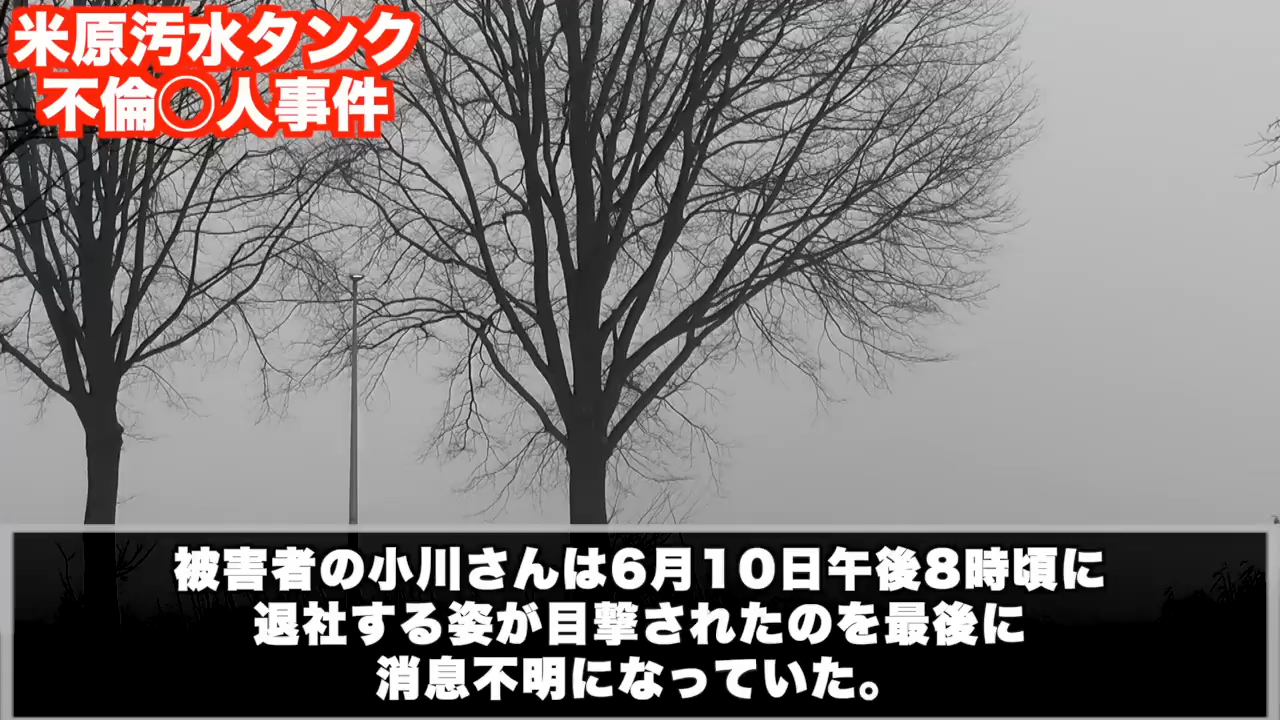 米原汚水タンク
不倫〇人事件
被害者の小川さんは6月10日午後8時頃に
退社する姿が目撃されたのを最後に
消息不明になっていた。